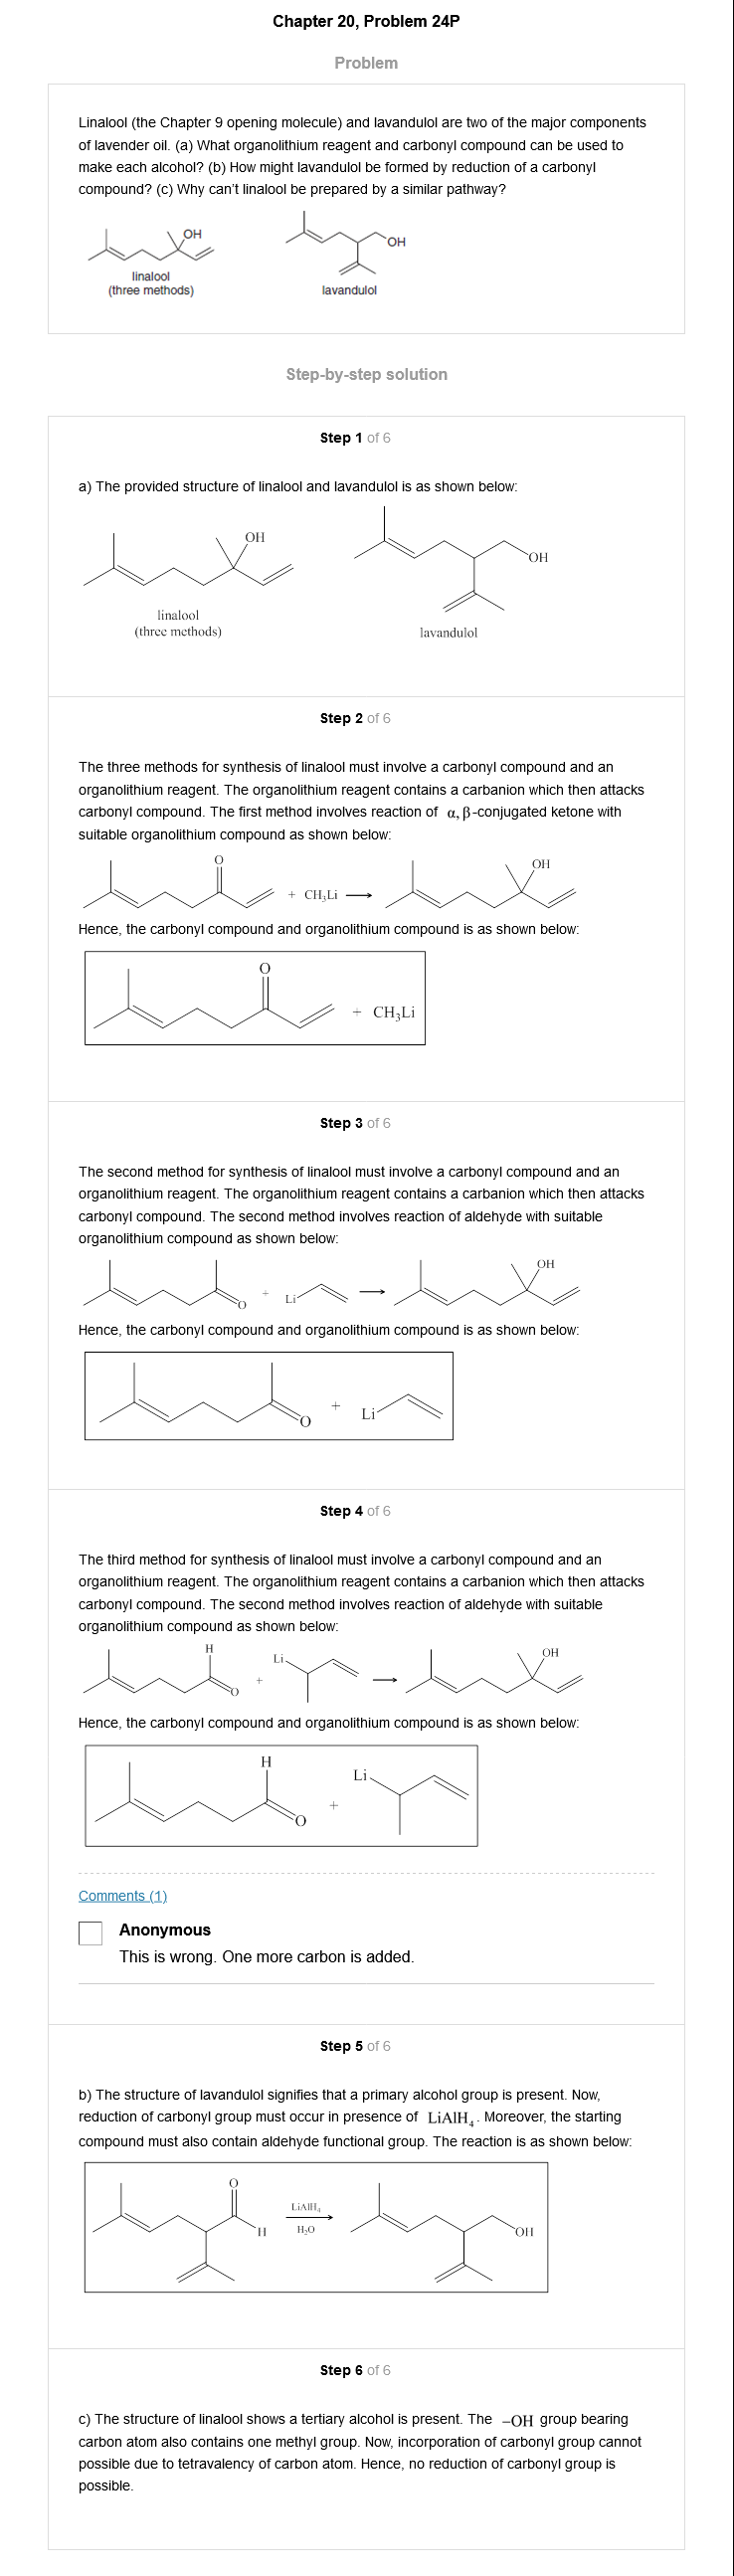 Chapter 20, Problem 24P
Problem
Linalool (the Chapter 9 opening molecule) and lavandulol are two of the major components
of lavender oil. (a) What organolithium reagent and carbonyl compound can be used to
make each alcohol? (b) How might lavandulol be formed by reduction of a carbonyl
compound? (c) Why can't linalool be prepared by a similar pathway?
OH
OH
linalool
(three methods)
lavandulol
Step-by-step solution
Step 1 of 6
a) The provided structure of linalool and lavandulol is as shown below:
OH
OH
linalool
(three methods)
lavandulol
Step 2 of 6
The three methods for synthesis of linalool must involve a carbonyl compound and an
organolithium reagent. The organolithium reagent contains a carbanion which then attacks
carbonyl compound. The first method involves reaction of α, β-conjugated ketone with
suitable organolithium compound as shown below:
O
+ CH₃Li
OH
Hence, the carbonyl compound and organolithium compound is as shown below:
O
+ CH₃Li
Step 3 of 6
The second method for synthesis of linalool must involve a carbonyl compound and an
organolithium reagent. The organolithium reagent contains a carbanion which then attacks
carbonyl compound. The second method involves reaction of aldehyde with suitable
organolithium compound as shown below:
O + Li
OH
Hence, the carbonyl compound and organolithium compound is as shown below:
O + Li
Step 4 of 6
The third method for synthesis of linalool must involve a carbonyl compound and an
organolithium reagent. The organolithium reagent contains a carbanion which then attacks
carbonyl compound. The second method involves reaction of aldehyde with suitable
organolithium compound as shown below:
H
O + Li
OH
Hence, the carbonyl compound and organolithium compound is as shown below:
H
O + Li
Comments (1)
Anonymous
This is wrong. One more carbon is added.
Step 5 of 6
b) The structure of lavandulol signifies that a primary alcohol group is present. Now,
reduction of carbonyl group must occur in presence of LiAlH₄. Moreover, the starting
compound must also contain aldehyde functional group. The reaction is as shown below:
O
H
LiAlH₄
H₂O
OH
Step 6 of 6
c) The structure of linalool shows a tertiary alcohol is present. The –OH group bearing
carbon atom also contains one methyl group. Now, incorporation of carbonyl group cannot
possible due to tetravalency of carbon atom. Hence, no reduction of carbonyl group is
possible.